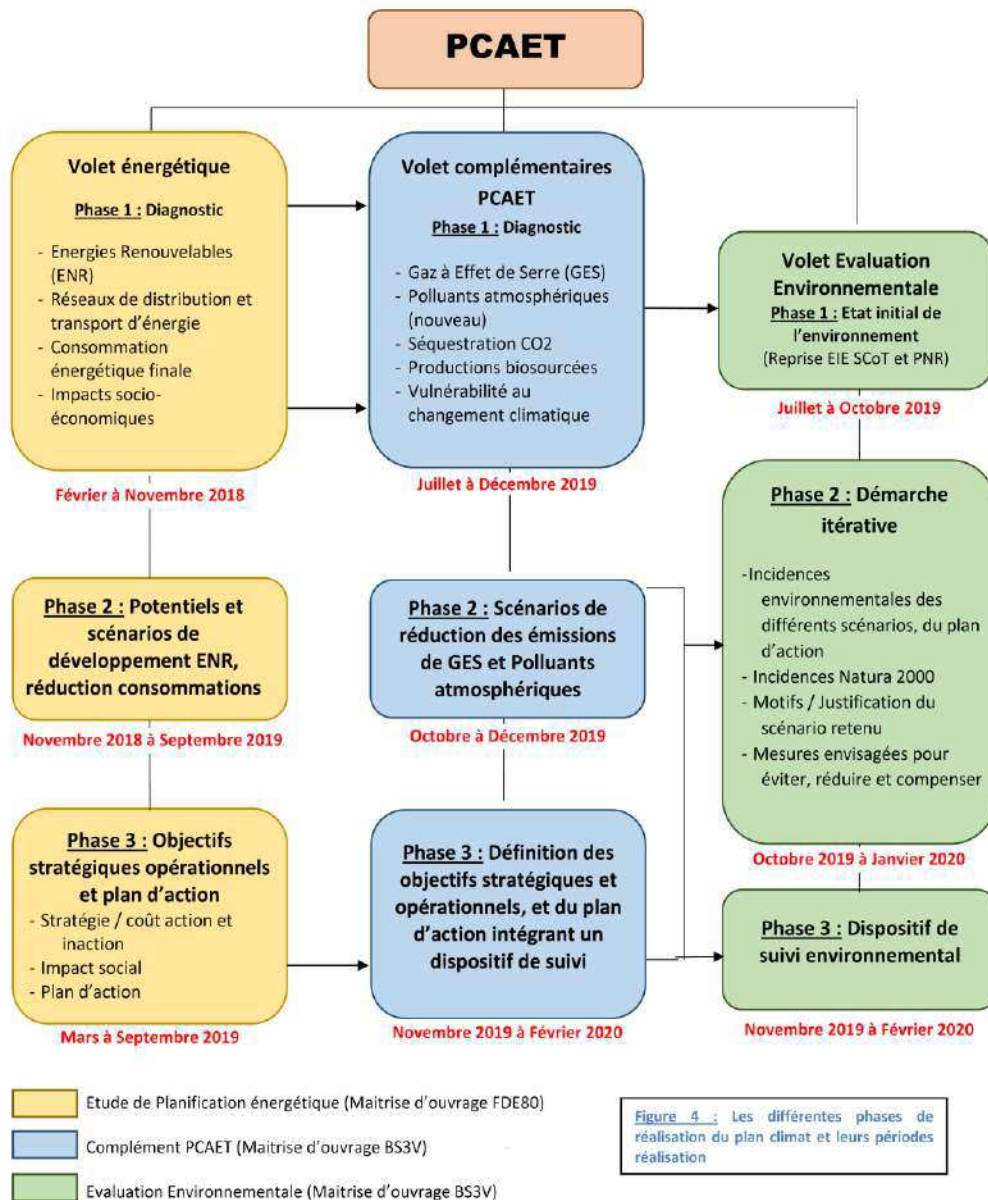 PCAET
Volet énergétique
Phase 1 : Diagnostic
- Energies Renouvelables
(ENR)
- Réseaux de distribution et
transport d'énergie
- Consommation
énergétique finale
- Impacts socio-
économiques
Février à Novembre 2018
Phase 2 : Potentiels et
scénarios de
développement ENR,
réduction consommations
Novembre 2018 à Septembre 2019
Phase 3 : Objectifs
stratégiques opérationnels
et plan d'action
- Stratégie / coût action et
inaction
- Impact social
- Plan d'action
Mars à Septembre 2019
Volet complémentaires
PCAET
Phase 1 : Diagnostic
- Gaz à Effet de Serre (GES)
- Polluants atmosphériques
(nouveau)
- Séquestration CO2
- Productions biosourcées
- Vulnérabilité au
changement climatique
Juillet à Décembre 2019
Phase 2 : Scénarios de
réduction des émissions
de GES et Polluants
atmosphériques
Octobre à Décembre 2019
Phase 3 : Définition des
objectifs stratégiques et
opérationnels, et du plan
d'action intégrant un
dispositif de suivi
Novembre 2019 à Février 2020
Volet Evaluation
Environnementale
Phase 1 : Etat initial de
l'environnement
(Reprise EIE SCoT et PNR)
Juillet à Octobre 2019
Phase 2 : Démarche
itérative
-Incidences
environnementales des
différents scénarios, du plan
d'action
- Incidences Natura 2000
- Motifs / Justification du
scénario retenu
- Mesures envisagées pour
éviter, réduire et compenser
Octobre 2019 à Janvier 2020
Phase 3 : Dispositif de
suivi environnemental
Novembre 2019 à Février 2020
Etude de Planification énergétique (Maitrise d'ouvrage FDE80)
Complément PCAET (Maitrise d'ouvrage BS3V)
Evaluation Environnementale (Maitrise d'ouvrage BS3V)
Figure 4 : Les différentes phases de
réalisation du plan climat et leurs périodes
réalisation